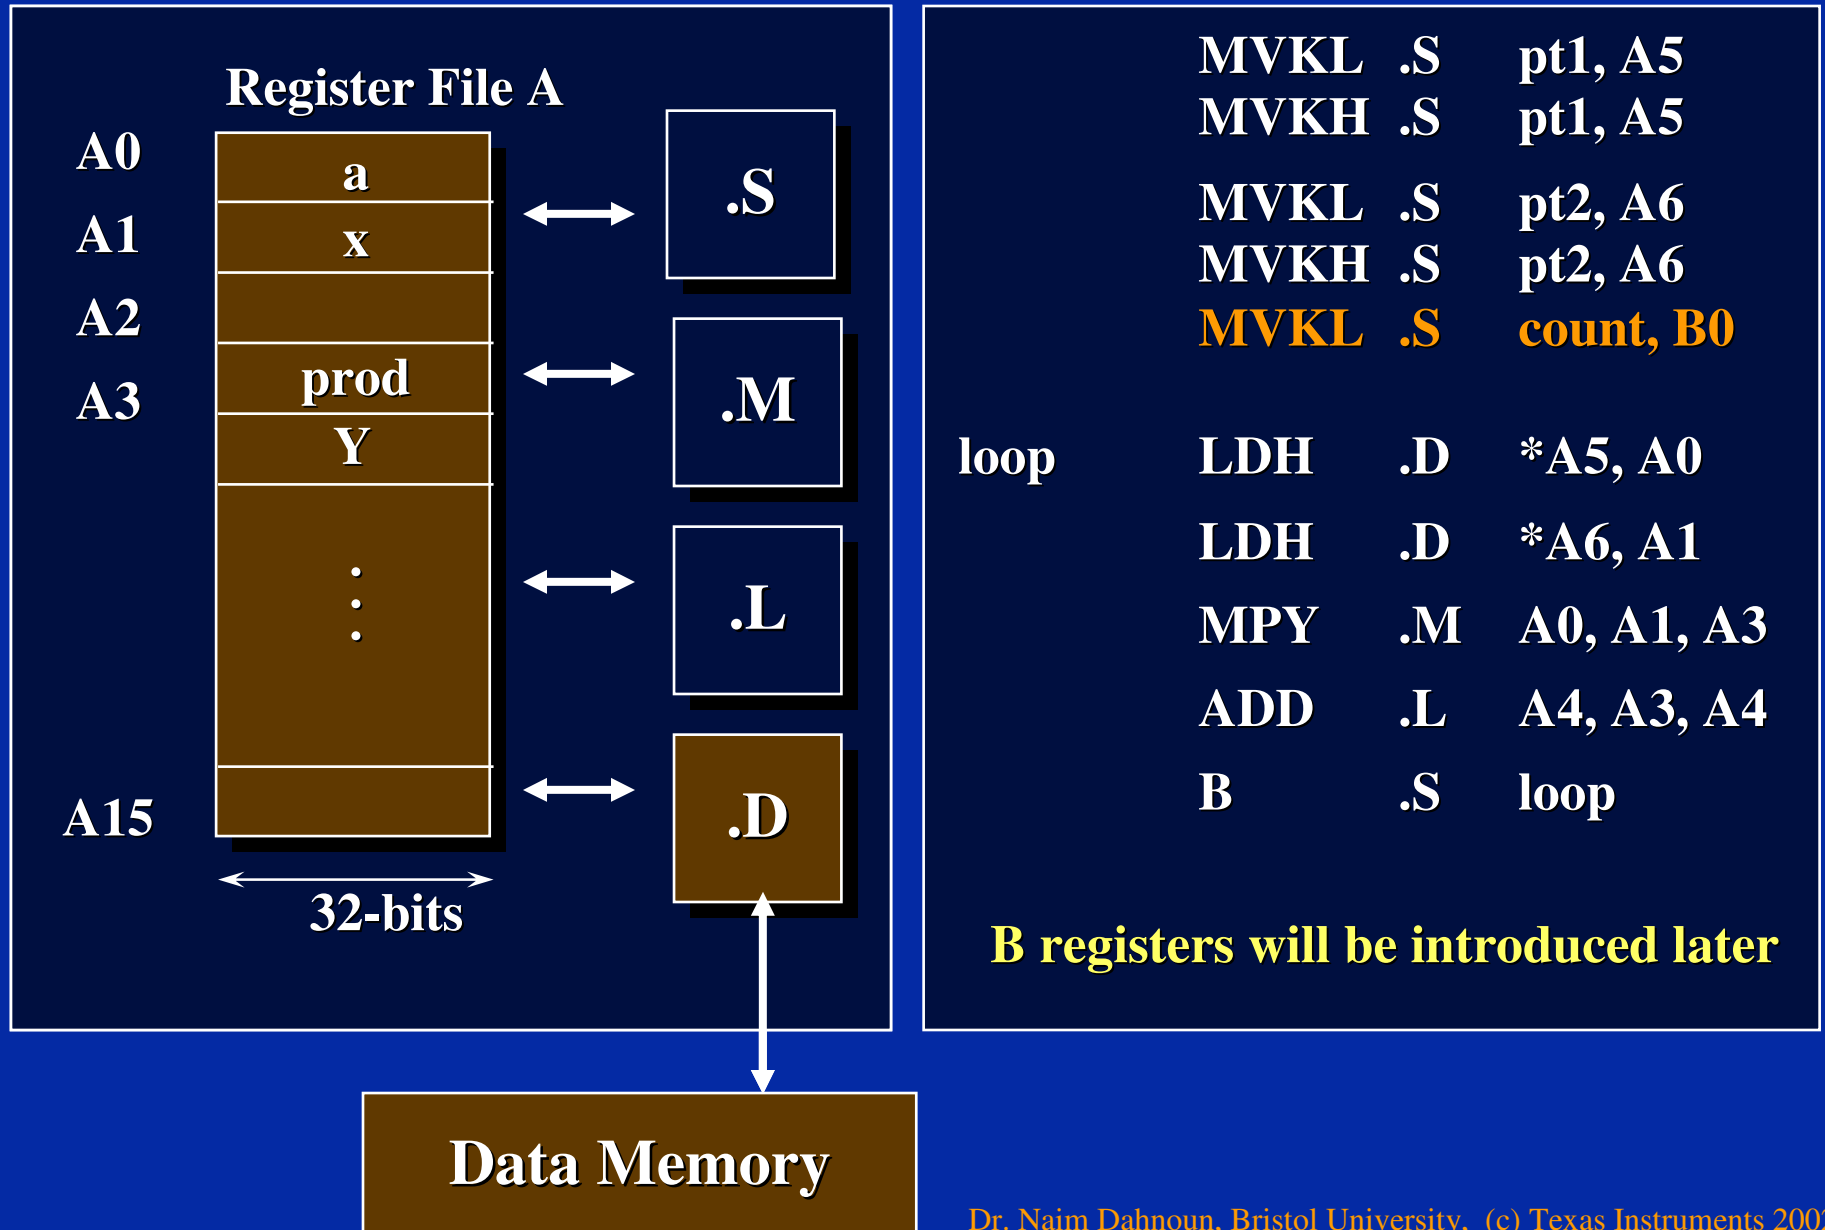 Register File A
A0
a
A1
x
A2
A3
prod
Y
.
.
.
A15
32-bits
.S
.M
.L
.D
Data Memory
MVKL .S pt1, A5
MVKH .S pt1, A5
MVKL .S pt2, A6
MVKH .S pt2, A6
MVKL .S count, B0
loop LDH .D *A5, A0
LDH .D *A6, A1
MPY .M A0, A1, A3
ADD .L A4, A3, A4
B .S loop
B registers will be introduced later
Dr. Naim Dahnoun, Bristol University, (c) Texas Instruments